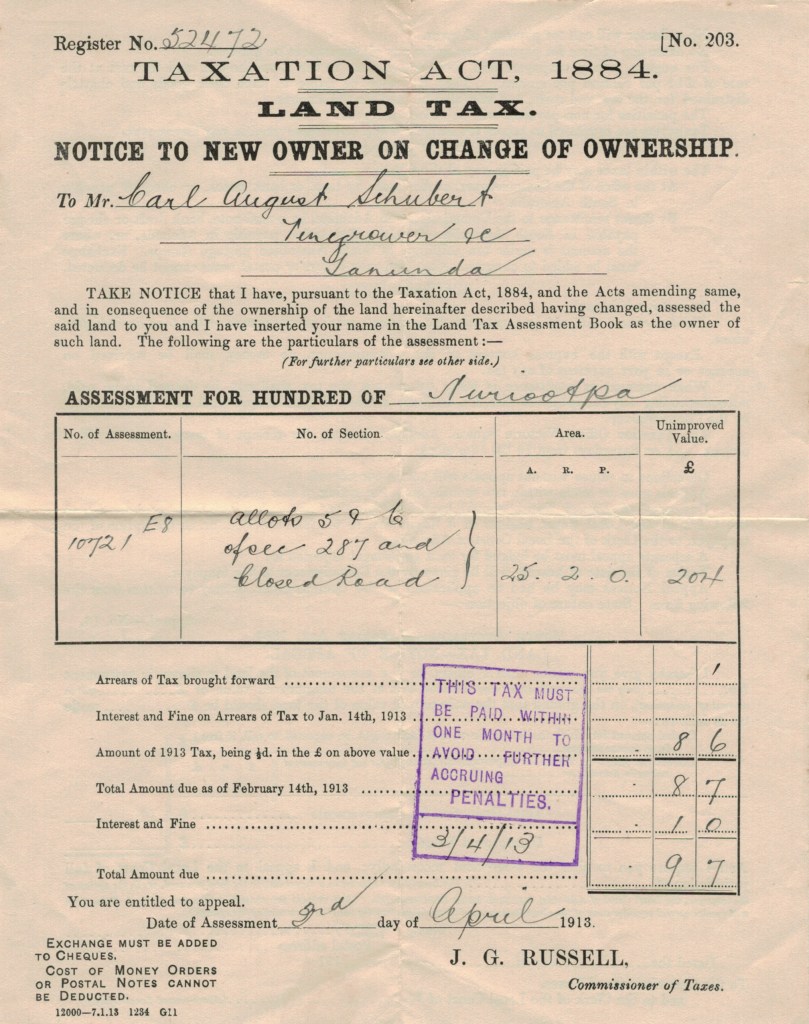 Register No. 52472
[No. 203.
TAXATION ACT, 1884.
LAND TAX.
NOTICE TO NEW OWNER ON CHANGE OF OWNERSHIP.
To Mr. Carl August Schubert
Vinegrower &c
Tanunda
TAKE NOTICE that I have, pursuant to the Taxation Act, 1884, and the Acts amending same,
and in consequence of the ownership of the land hereinafter described having changed, assessed the
said land to you and I have inserted your name in the Land Tax Assessment Book as the owner of
such land. The following are the particulars of the assessment :—
(For further particulars see other side.)
ASSESSMENT FOR HUNDRED OF Nuriootpa
No. of Assessment. No. of Section. Area. Unimproved Value.
A. R. P. £
10721 E8 allots 5 & 6
of sec 287 and
Closed Road 25. 2. 0. 204
Arrears of Tax brought forward 1
Interest and Fine on Arrears of Tax to Jan. 14th, 1913
Amount of 1913 Tax, being ½d. in the £ on above value 8 6
Total Amount due as of February 14th, 1913 8 7
Interest and Fine 1 0
Total Amount due 9 7
THIS TAX MUST
BE PAID WITHIN
ONE MONTH TO
AVOID FURTHER
ACCRUING
PENALTIES.
3/4/13
You are entitled to appeal.
Date of Assessment 3rd day of April 1913.
EXCHANGE MUST BE ADDED
TO CHEQUES.
COST OF MONEY ORDERS
OR POSTAL NOTES CANNOT
BE DEDUCTED.
12000—7.1.13 1234 G11
J. G. RUSSELL,
Commissioner of Taxes.